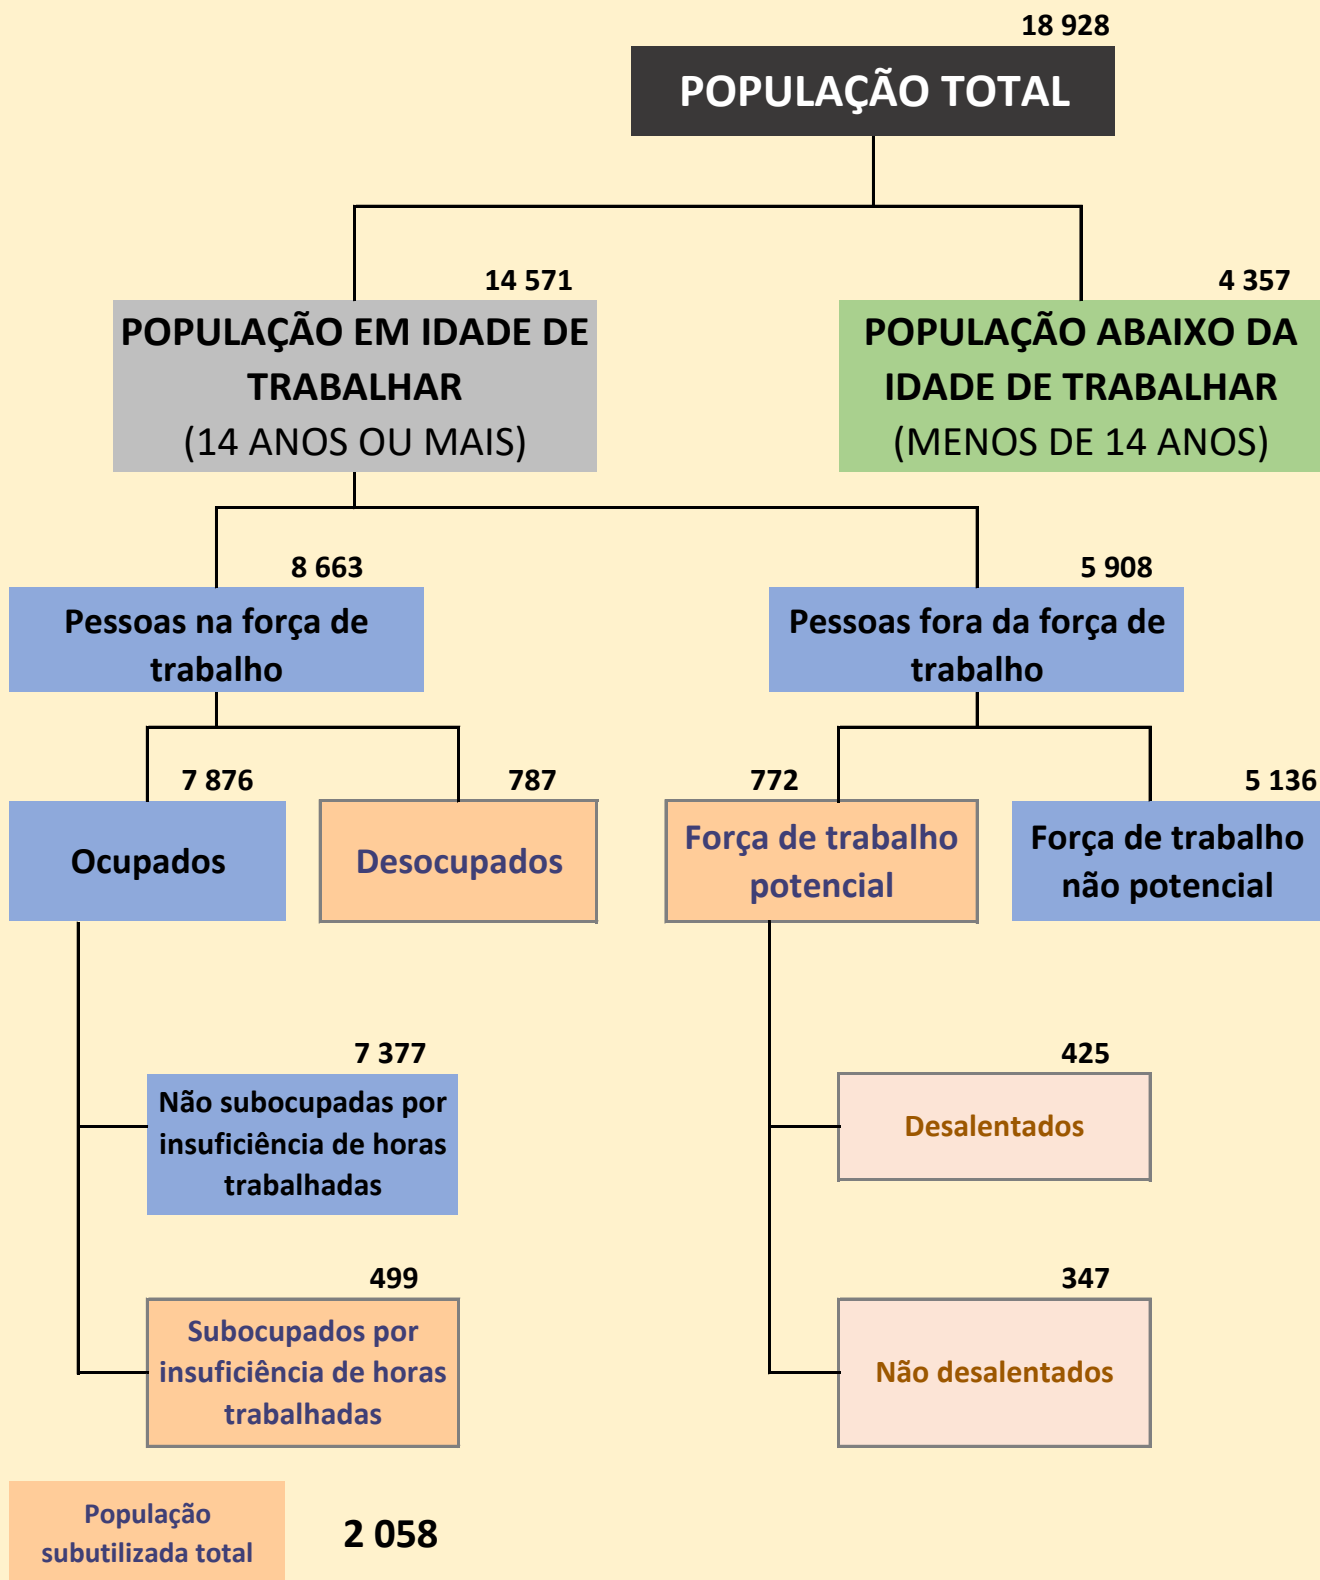 18 928
POPULAÇÃO TOTAL
14 571
POPULAÇÃO EM IDADE DE
TRABALHAR
(14 ANOS OU MAIS)
4 357
POPULAÇÃO ABAIXO DA
IDADE DE TRABALHAR
(MENOS DE 14 ANOS)
8 663
Pessoas na força de
trabalho
5 908
Pessoas fora da força de
trabalho
7 876
Ocupados
787
Desocupados
772
Força de trabalho
potencial
5 136
Força de trabalho
não potencial
7 377
Não subocupadas por
insuficiência de horas
trabalhadas
425
Desalentados
499
Subocupados por
insuficiência de horas
trabalhadas
347
Não desalentados
População
subutilizada total
2 058